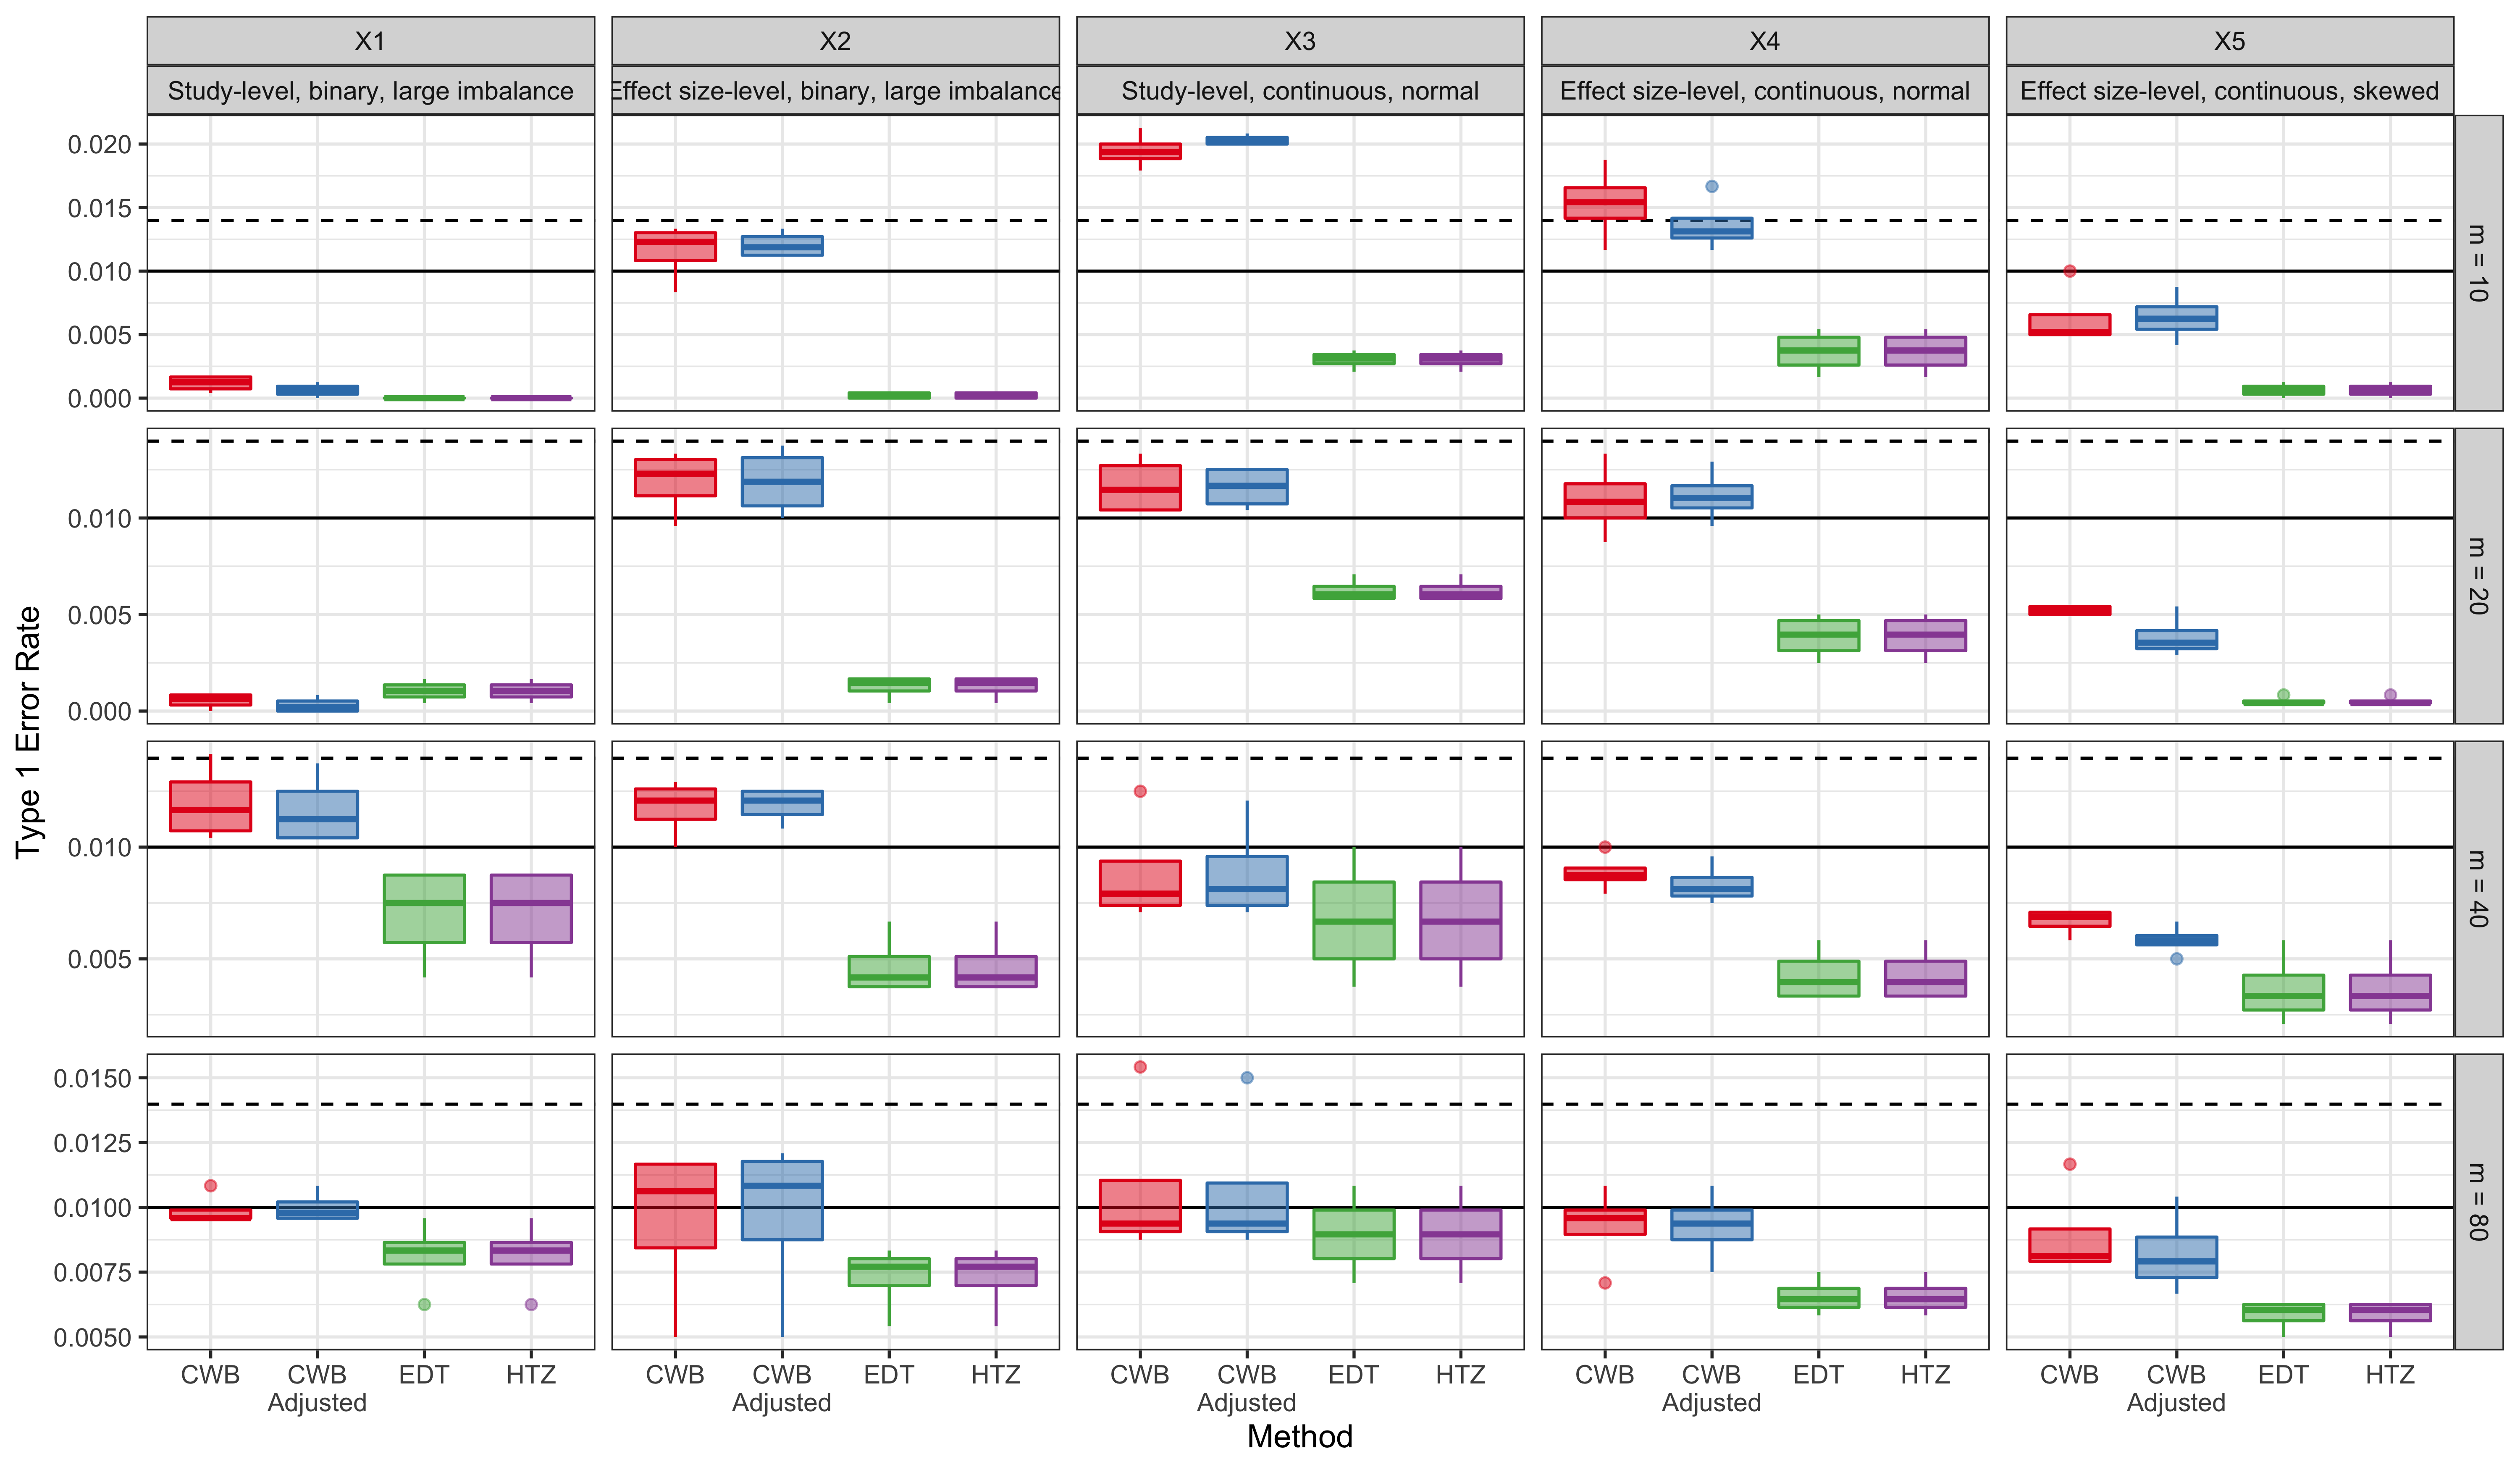 X1 X2 X3 X4 X5
Study-level, binary, large imbalance Effect size-level, binary, large imbalance Study-level, continuous, normal Effect size-level, continuous, normal Effect size-level, continuous, skewed
0.020
0.015
0.010
0.005
0.000
m = 10
0.010
0.005
0.000
m = 20
0.010
0.005
m = 40
0.0150
0.0125
0.0100
0.0075
0.0050
m = 80
Type 1 Error Rate
CWB CWB EDT HTZ CWB CWB EDT HTZ CWB CWB EDT HTZ CWB CWB EDT HTZ CWB CWB EDT HTZ
Adjusted Adjusted Adjusted Adjusted Adjusted
Method